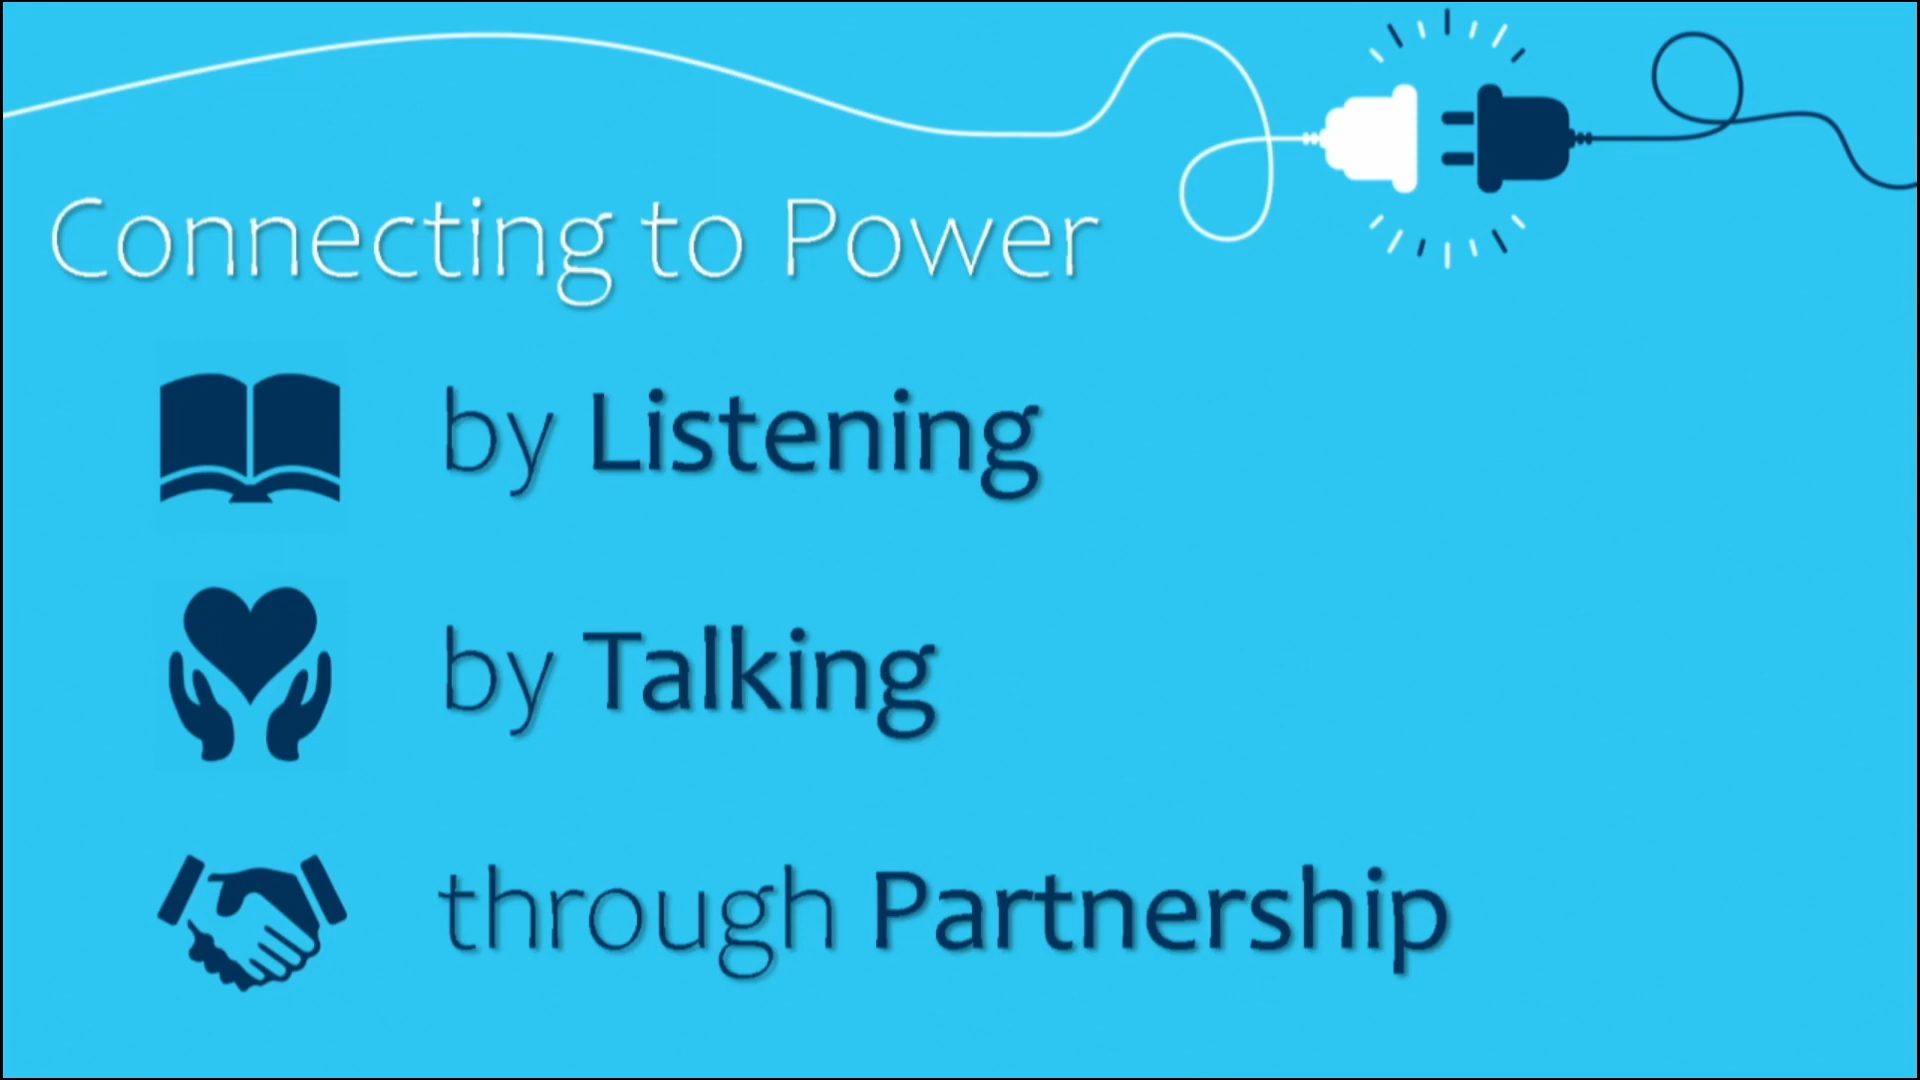 Connecting to Power
by Listening
by Talking
through Partnership